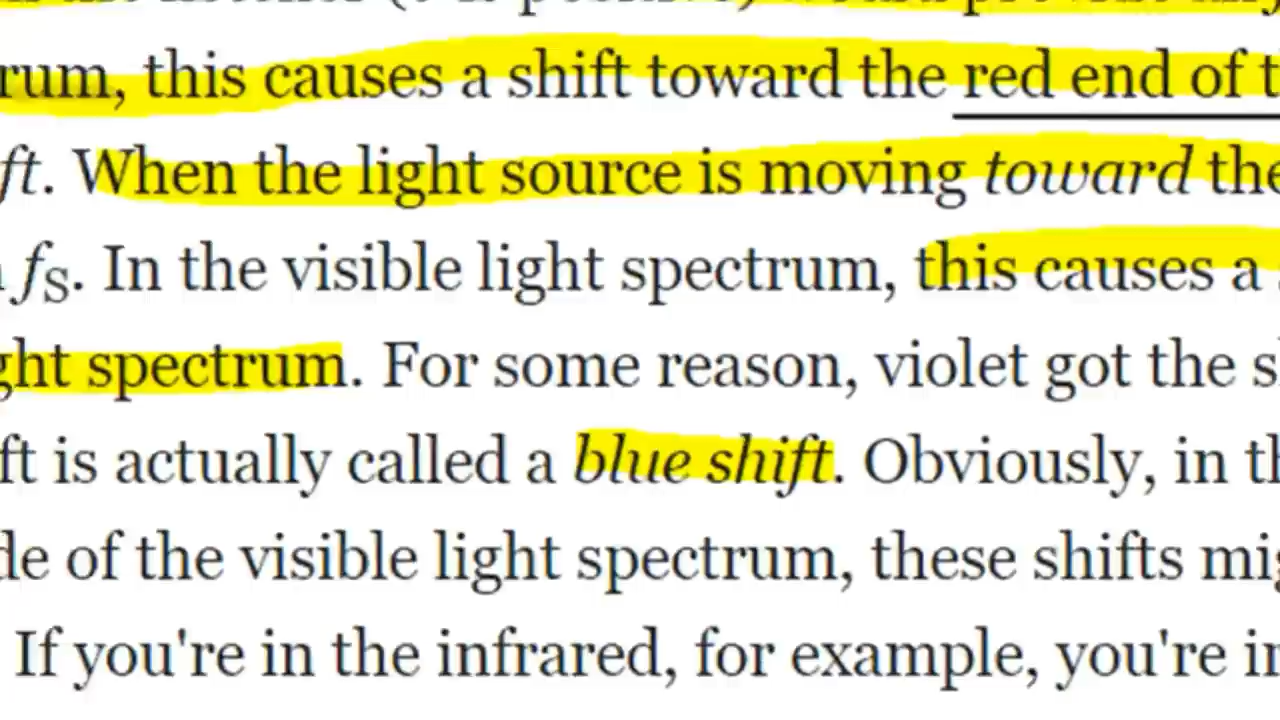 rum, this causes a shift toward the red end of t
ft. When the light source is moving toward the
fS. In the visible light spectrum, this causes a
ght spectrum. For some reason, violet got the s
ft is actually called a blue shift. Obviously, in th
de of the visible light spectrum, these shifts mig
If you're in the infrared, for example, you're in